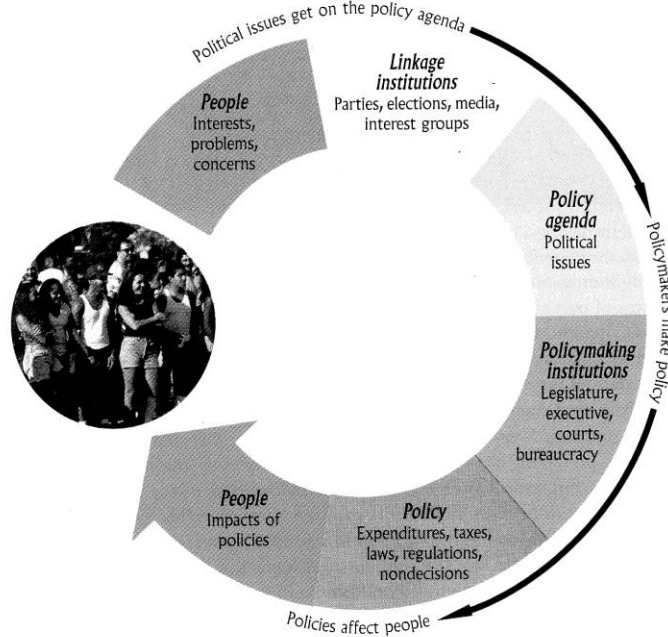 Political issues get on the policy agenda
People
Interests,
problems,
concerns
Linkage
institutions
Parties, elections, media,
interest groups
Policy
agenda
Political
issues
Policymakers make policy
Policymaking
institutions
Legislature,
executive,
courts,
bureaucracy
Policy
Expenditures, taxes,
laws, regulations,
nondecisions
People
Impacts of
policies
Policies affect people